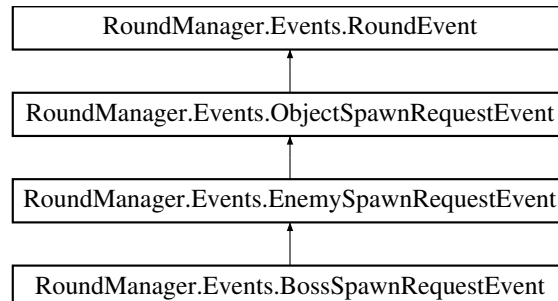 RoundManager.Events.RoundEvent
RoundManager.Events.ObjectSpawnRequestEvent
RoundManager.Events.EnemySpawnRequestEvent
RoundManager.Events.BossSpawnRequestEvent